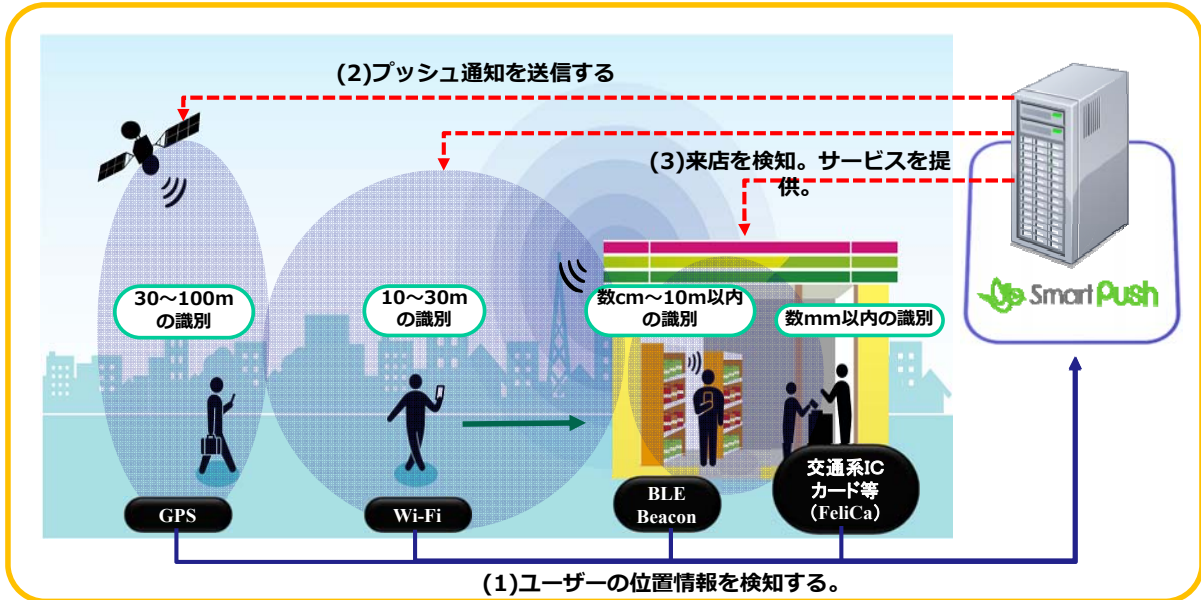 (2)プッシュ通知を送信する
(3)来店を検知。サービスを提
供。
30～100m
の識別
10～30m
の識別
数cm～10m以内
の識別
数mm以内の識別
Smart Push
GPS
Wi-Fi
BLE
Beacon
交通系IC
カード等
（FeliCa）
(1)ユーザーの位置情報を検知する。